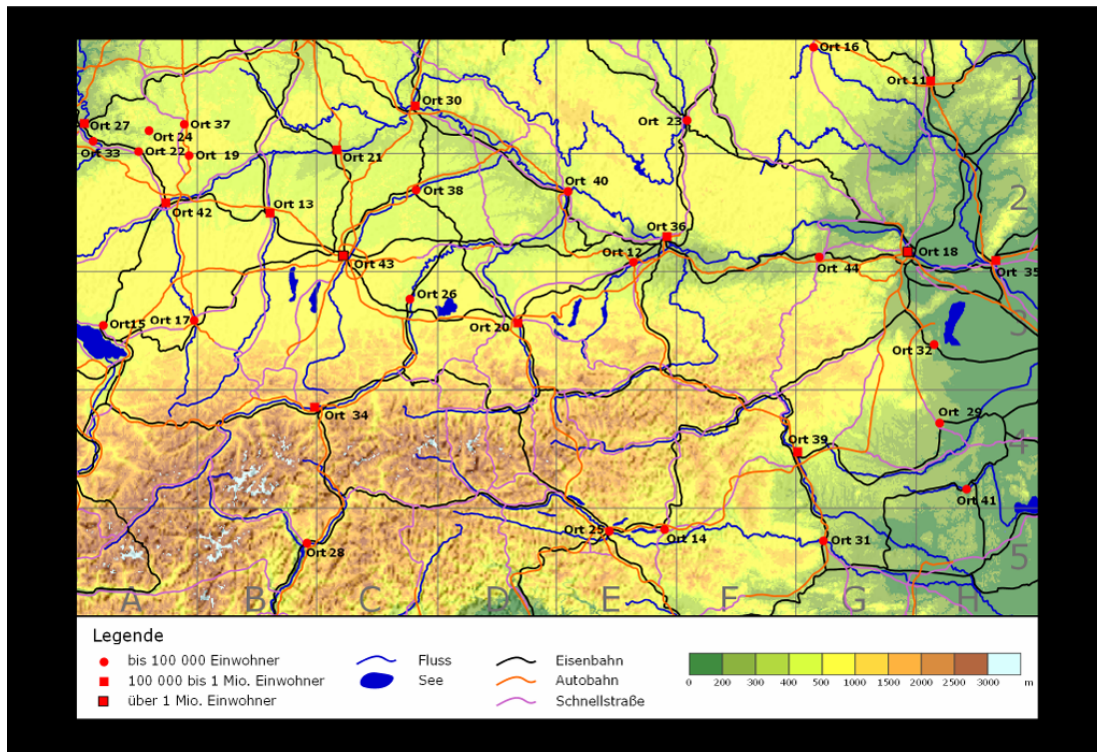 Ort 16
Ort 11
1
Ort 30
Ort 27
Ort 37
Ort 24
Ort 23
Ort 33
Ort 22
Ort 19
Ort 21
Ort 38
Ort 40
2
Ort 42
Ort 13
Ort 36
Ort 43
Ort 12
Ort 44
Ort 18
Ort 35
Ort 26
3
Ort15
Ort 17
Ort 20
Ort 32
Ort 34
Ort 29
4
Ort 39
Ort 41
Ort 25
Ort 14
Ort 28
Ort 31
5
A B C D E F G H
Legende
bis 100 000 Einwohner
100 000 bis 1 Mio. Einwohner
über 1 Mio. Einwohner
Fluss
See
Eisenbahn
Autobahn
Schnellstraße
0 200 300 400 500 1000 1500 2000 2500 3000 m